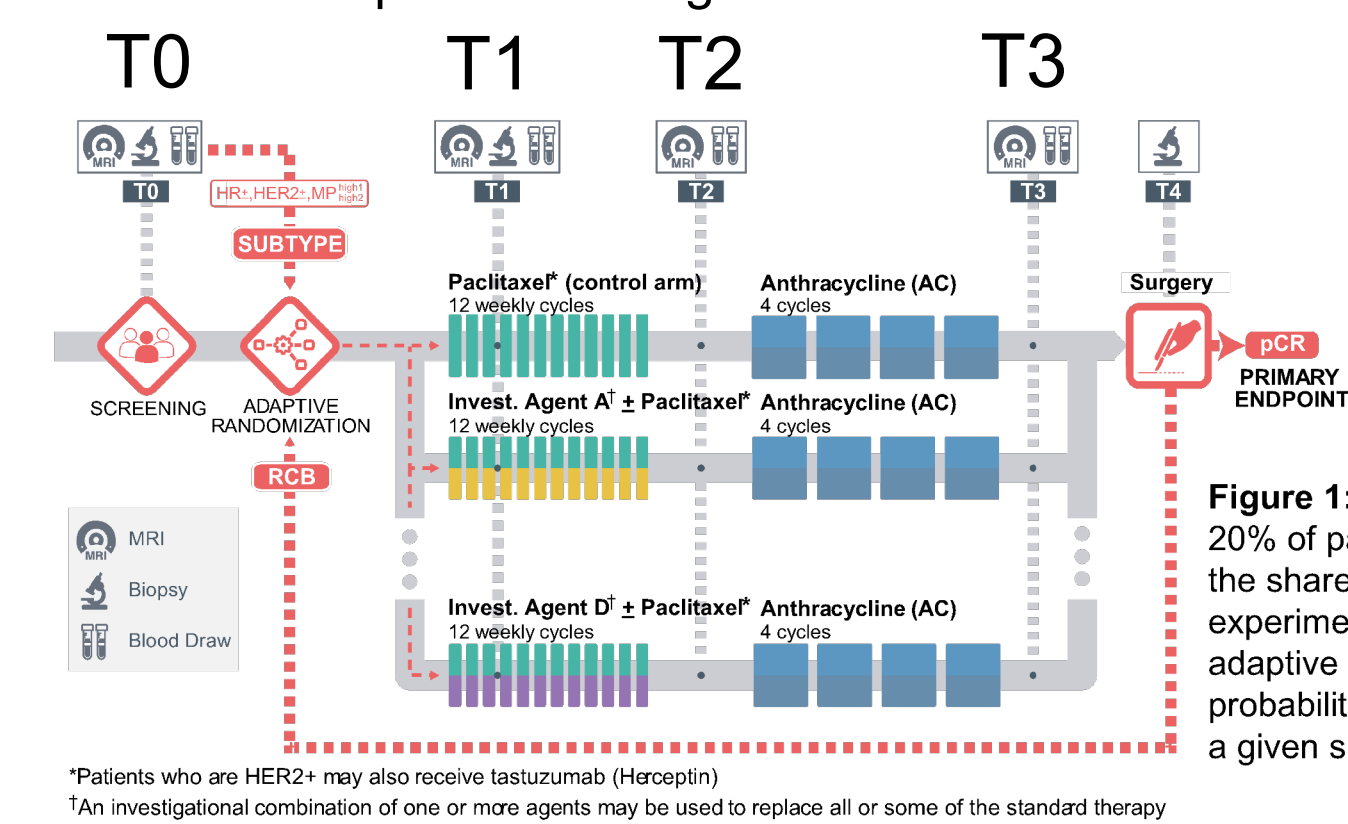 T0 T1 T2 T3
MRI MRI MRI MRI
T0 T1 T2 T3 T4
HR±,HER2±,MP high1 high2
SUBTYPE
Paclitaxel* (control arm) Anthracycline (AC) Surgery
12 weekly cycles 4 cycles
pCR
PRIMARY
ENDPOINT
SCREENING ADAPTIVE
RANDOMIZATION
Invest. Agent A† ± Paclitaxel* Anthracycline (AC)
12 weekly cycles 4 cycles
RCB
MRI MRI
Biopsy
Blood Draw
Invest. Agent D† ± Paclitaxel* Anthracycline (AC)
12 weekly cycles 4 cycles
Figure 1:
20% of pa
the share
experime
adaptive
probabilit
a given s
*Patients who are HER2+ may also receive tastuzumab (Herceptin)
†An investigational combination of one or more agents may be used to replace all or some of the standard therapy